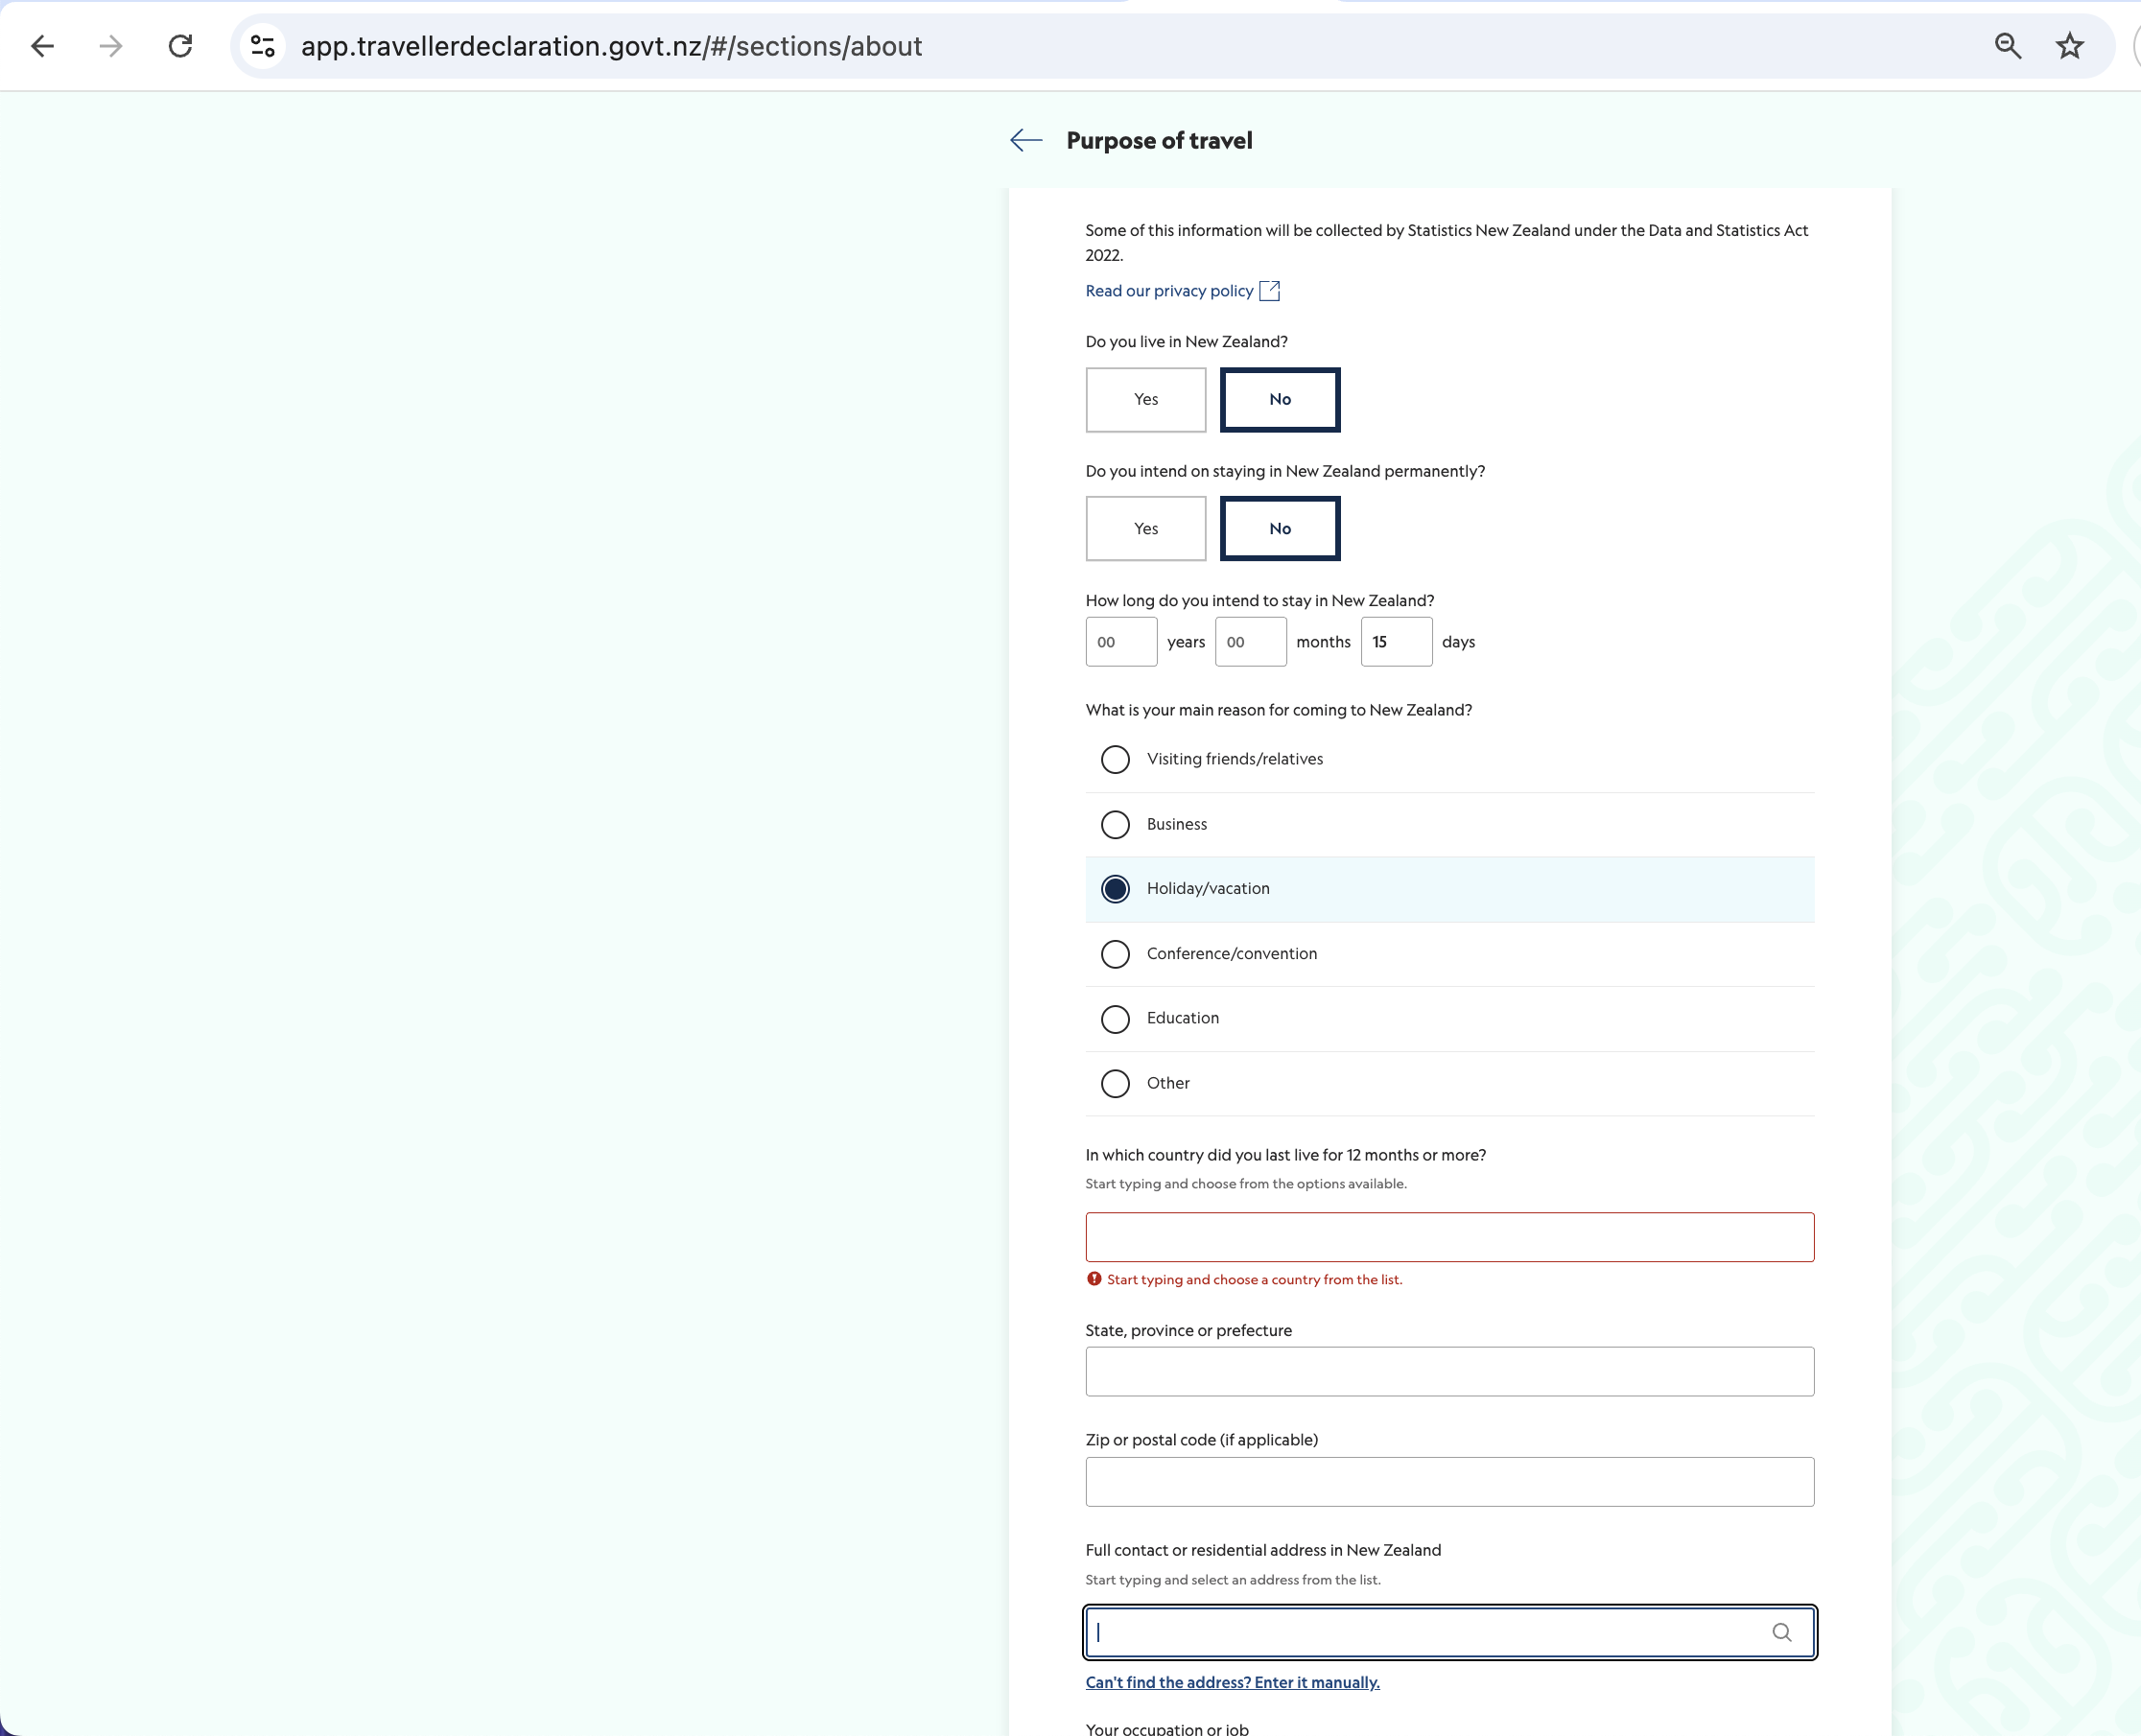 app.travellerdeclaration.govt.nz/#/sections/about
Purpose of travel
Some of this information will be collected by Statistics New Zealand under the Data and Statistics Act
2022.
Read our privacy policy
Do you live in New Zealand?
Yes No
Do you intend on staying in New Zealand permanently?
Yes No
How long do you intend to stay in New Zealand?
00 years 00 months 15 days
What is your main reason for coming to New Zealand?
Visiting friends/relatives
Business
Holiday/vacation
Conference/convention
Education
Other
In which country did you last live for 12 months or more?
Start typing and choose from the options available.
Start typing and choose a country from the list.
State, province or prefecture
Zip or postal code (if applicable)
Full contact or residential address in New Zealand
Start typing and select an address from the list.
Can't find the address? Enter it manually.
Your occupation or job